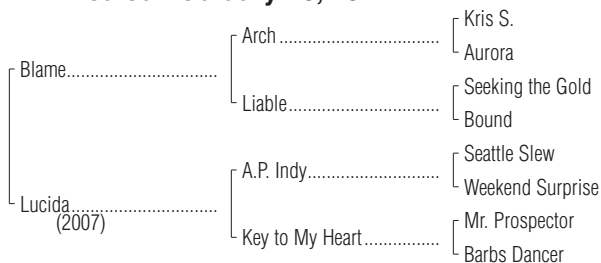 Kris S.
Arch
Aurora
Blame
Seeking the Gold
Liable
Bound
Seattle Slew
A.P. Indy
Weekend Surprise
Lucida
(2007)
Mr. Prospector
Key to My Heart
Barbs Dancer